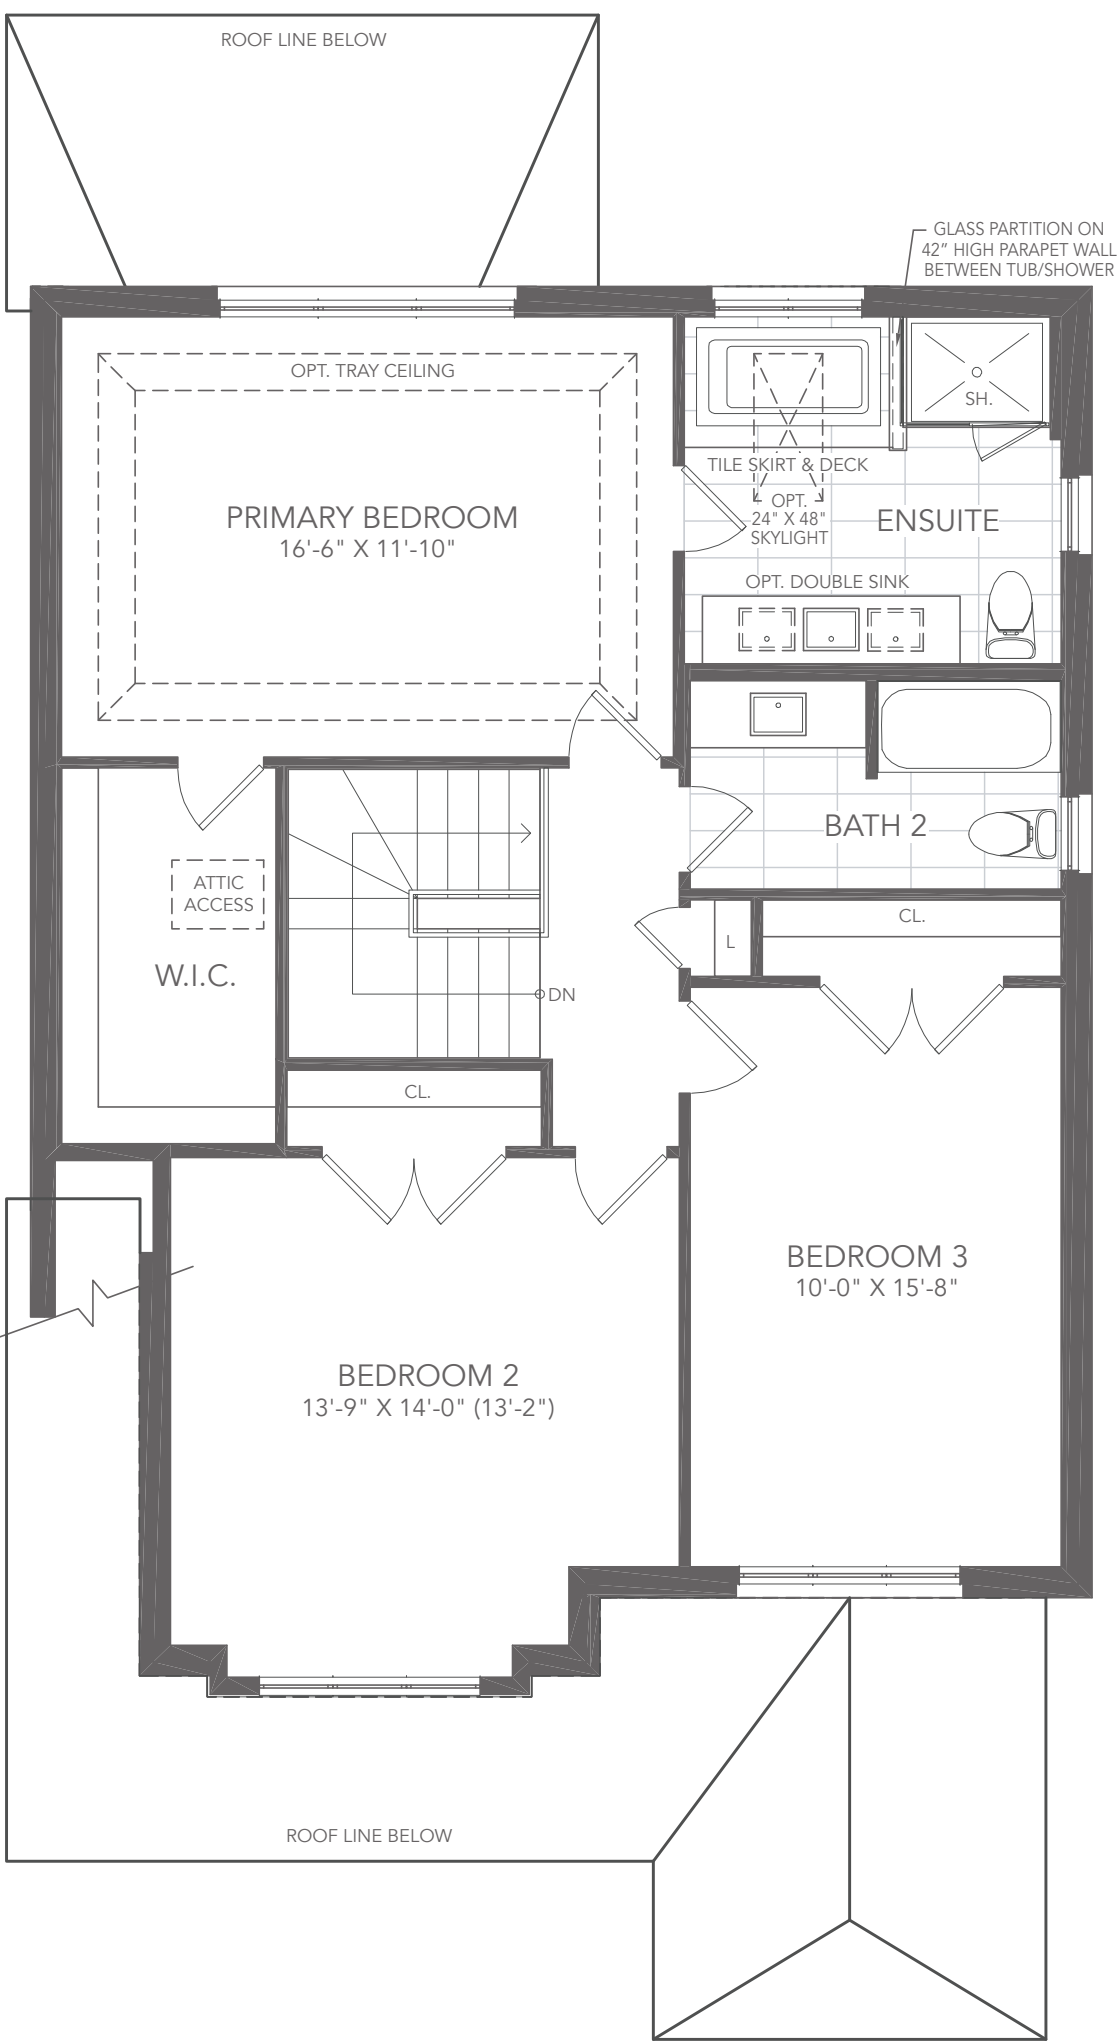 ROOF LINE BELOW
GLASS PARTITION ON
42” HIGH PARAPET WALL
BETWEEN TUB/SHOWER
OPT. TRAY CEILING
SH.
TILE SKIRT & DECK
PRIMARY BEDROOM
16'-6" X 11'-10"
OPT.
24" X 48"
SKYLIGHT
ENSUITE
OPT. DOUBLE SINK
BATH 2
ATTIC
ACCESS
CL.
L
W.I.C.
DN
CL.
BEDROOM 3
10'-0" X 15'-8"
BEDROOM 2
13'-9" X 14'-0" (13'-2")
ROOF LINE BELOW